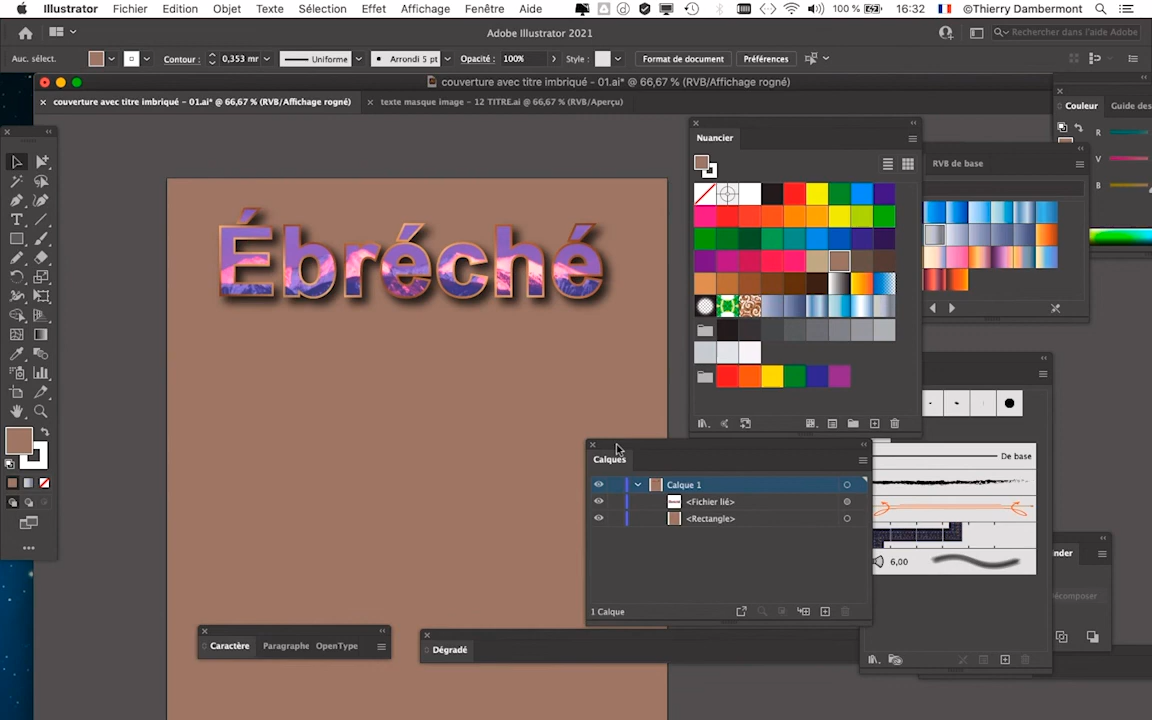 Illustrator Fichier Edition Objet Texte Sélection Effet Affichage Fenêtre Aide 100 % 16:32 ©Thierry Dambermont
Adobe Illustrator 2021 Rechercher dans l'aide Adobe
Auc. sélect. Contour : 0,353 mr Uniforme Arrondi 5 pt Opacité : 100% Style : Format de document Préférences
couverture avec titre imbriqué - 01.ai* @ 66,67 % (RVB/Affichage rogné)
couverture avec titre imbriqué - 01.ai* @ 66,67 % (RVB/Affichage rogné) texte masque image - 12 TITRE.ai @ 66,67 % (RVB/Aperçu)
Couleur Guide des
Nuancier
R
RVB de base
V
B
Ébréché
De base
Calques
Calque 1
<Fichier lié>
<Rectangle>
6,00
nder
Décomposer
1 Calque
Caractère Paragraphe OpenType
Dégradé